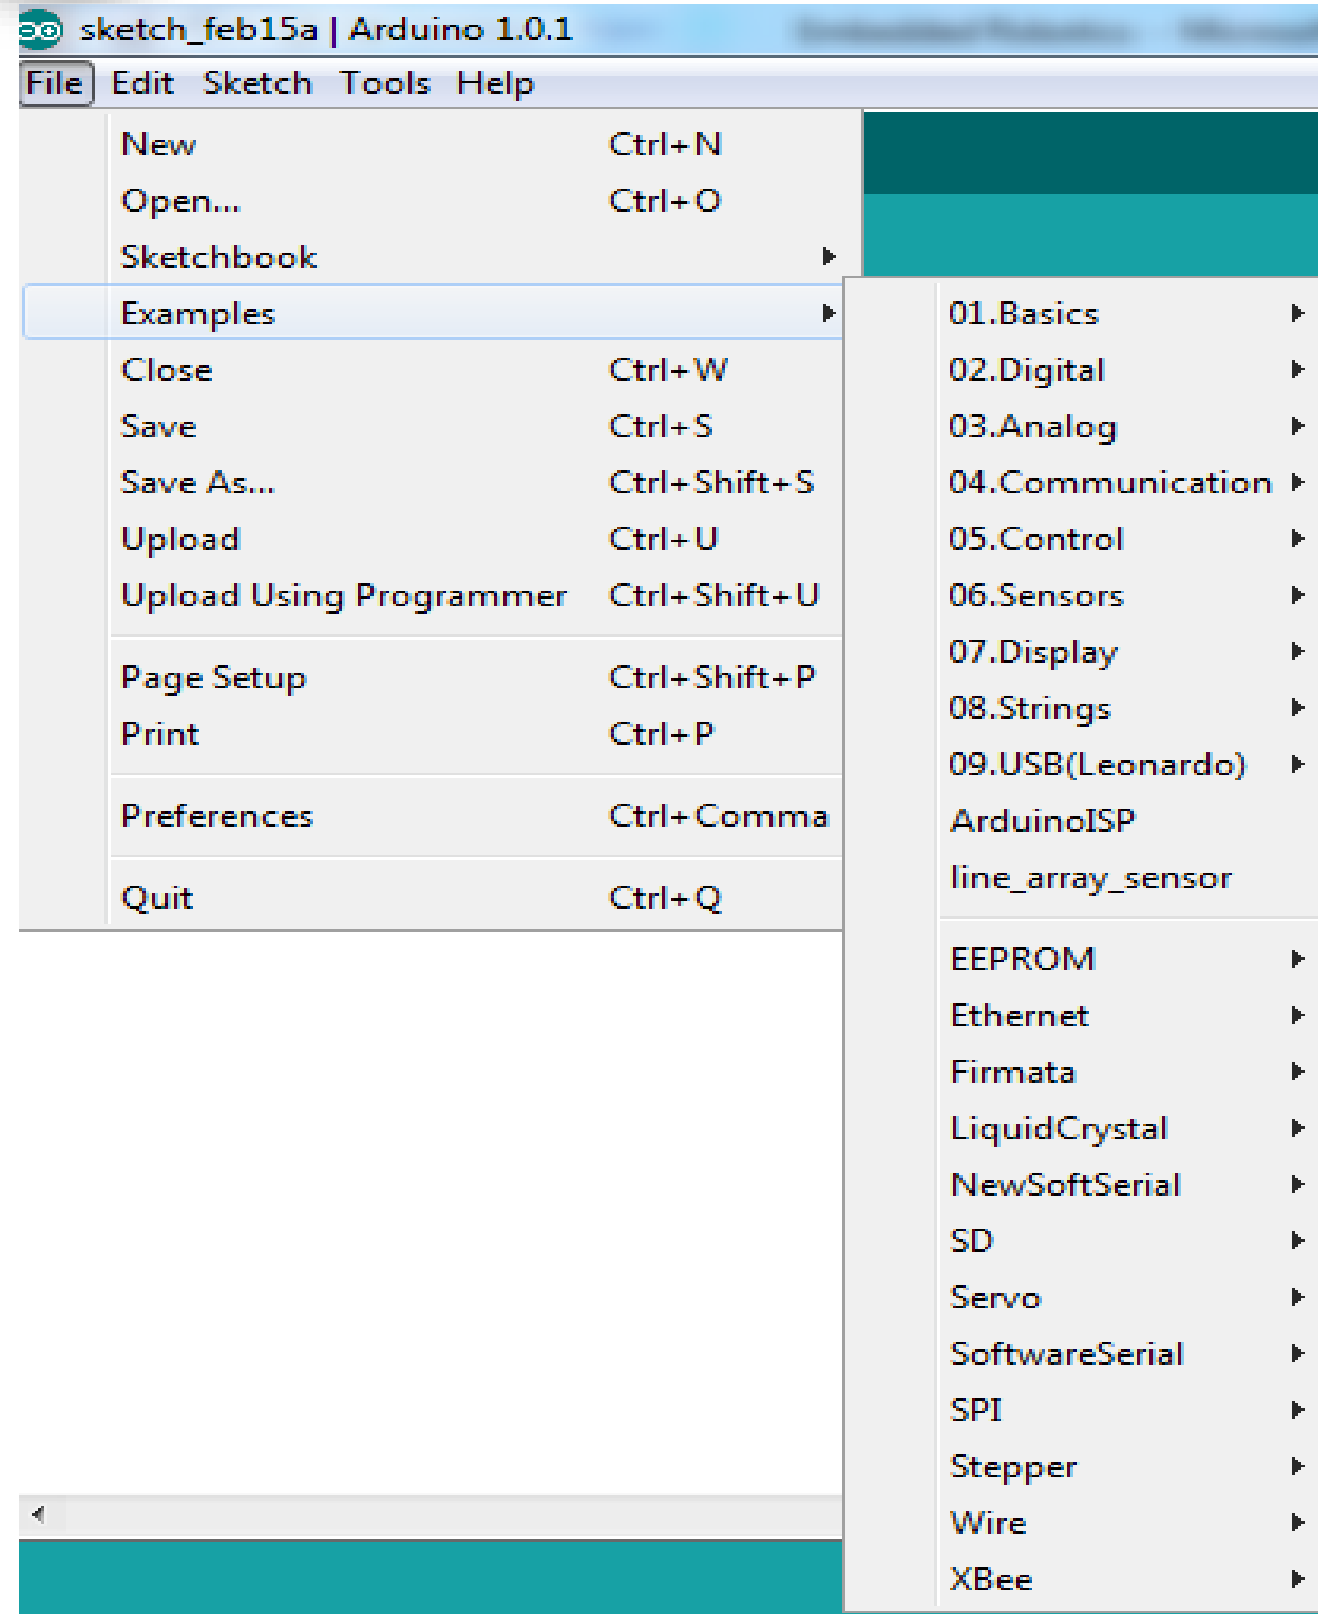 sketch_feb15a | Arduino 1.0.1
File Edit Sketch Tools Help
New Ctrl+N
Open... Ctrl+O
Sketchbook
Examples
Close Ctrl+W
Save Ctrl+S
Save As... Ctrl+Shift+S
Upload Ctrl+U
Upload Using Programmer Ctrl+Shift+U
Page Setup Ctrl+Shift+P
Print Ctrl+P
Preferences Ctrl+Comma
Quit Ctrl+Q
01.Basics
02.Digital
03.Analog
04.Communication
05.Control
06.Sensors
07.Display
08.Strings
09.USB(Leonardo)
ArduinoISP
line_array_sensor
EEPROM
Ethernet
Firmata
LiquidCrystal
NewSoftSerial
SD
Servo
SoftwareSerial
SPI
Stepper
Wire
XBee